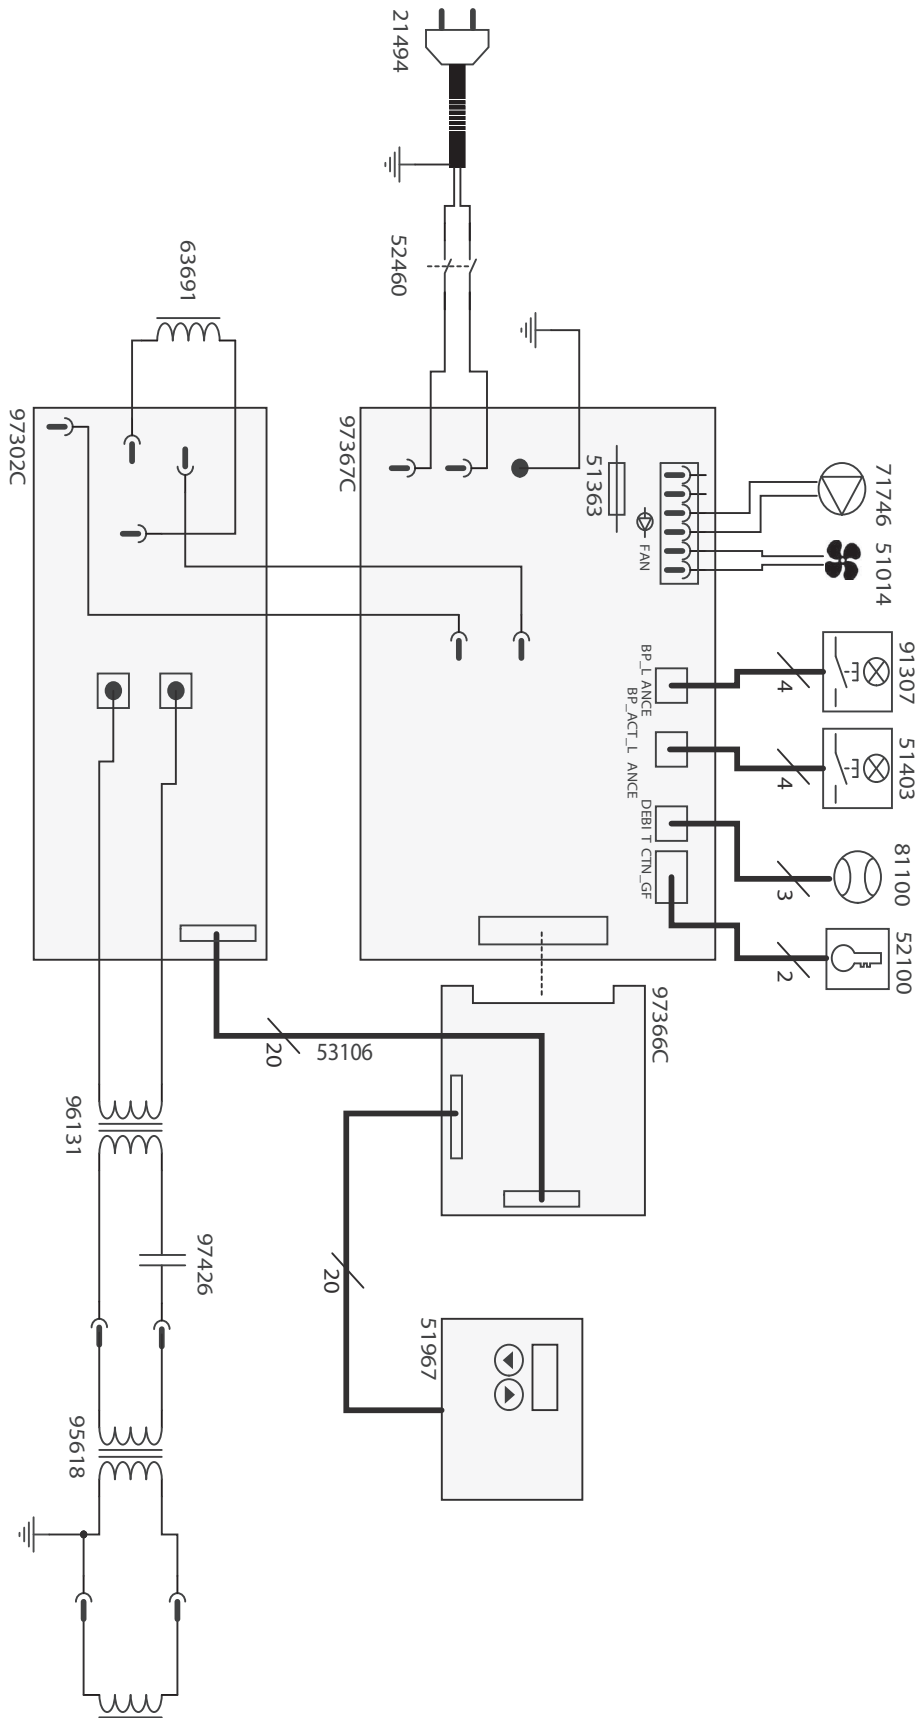 21494
52460
63691
97302C
97367C
51363
FAN
71746
51014
91307
51403
81100
52100
4
4
3
2
BP_L ANCE
BP_ACT_L ANCE
DEBI T
CTN_GF
97366C
20
53106
20
51967
96131
97426
95618